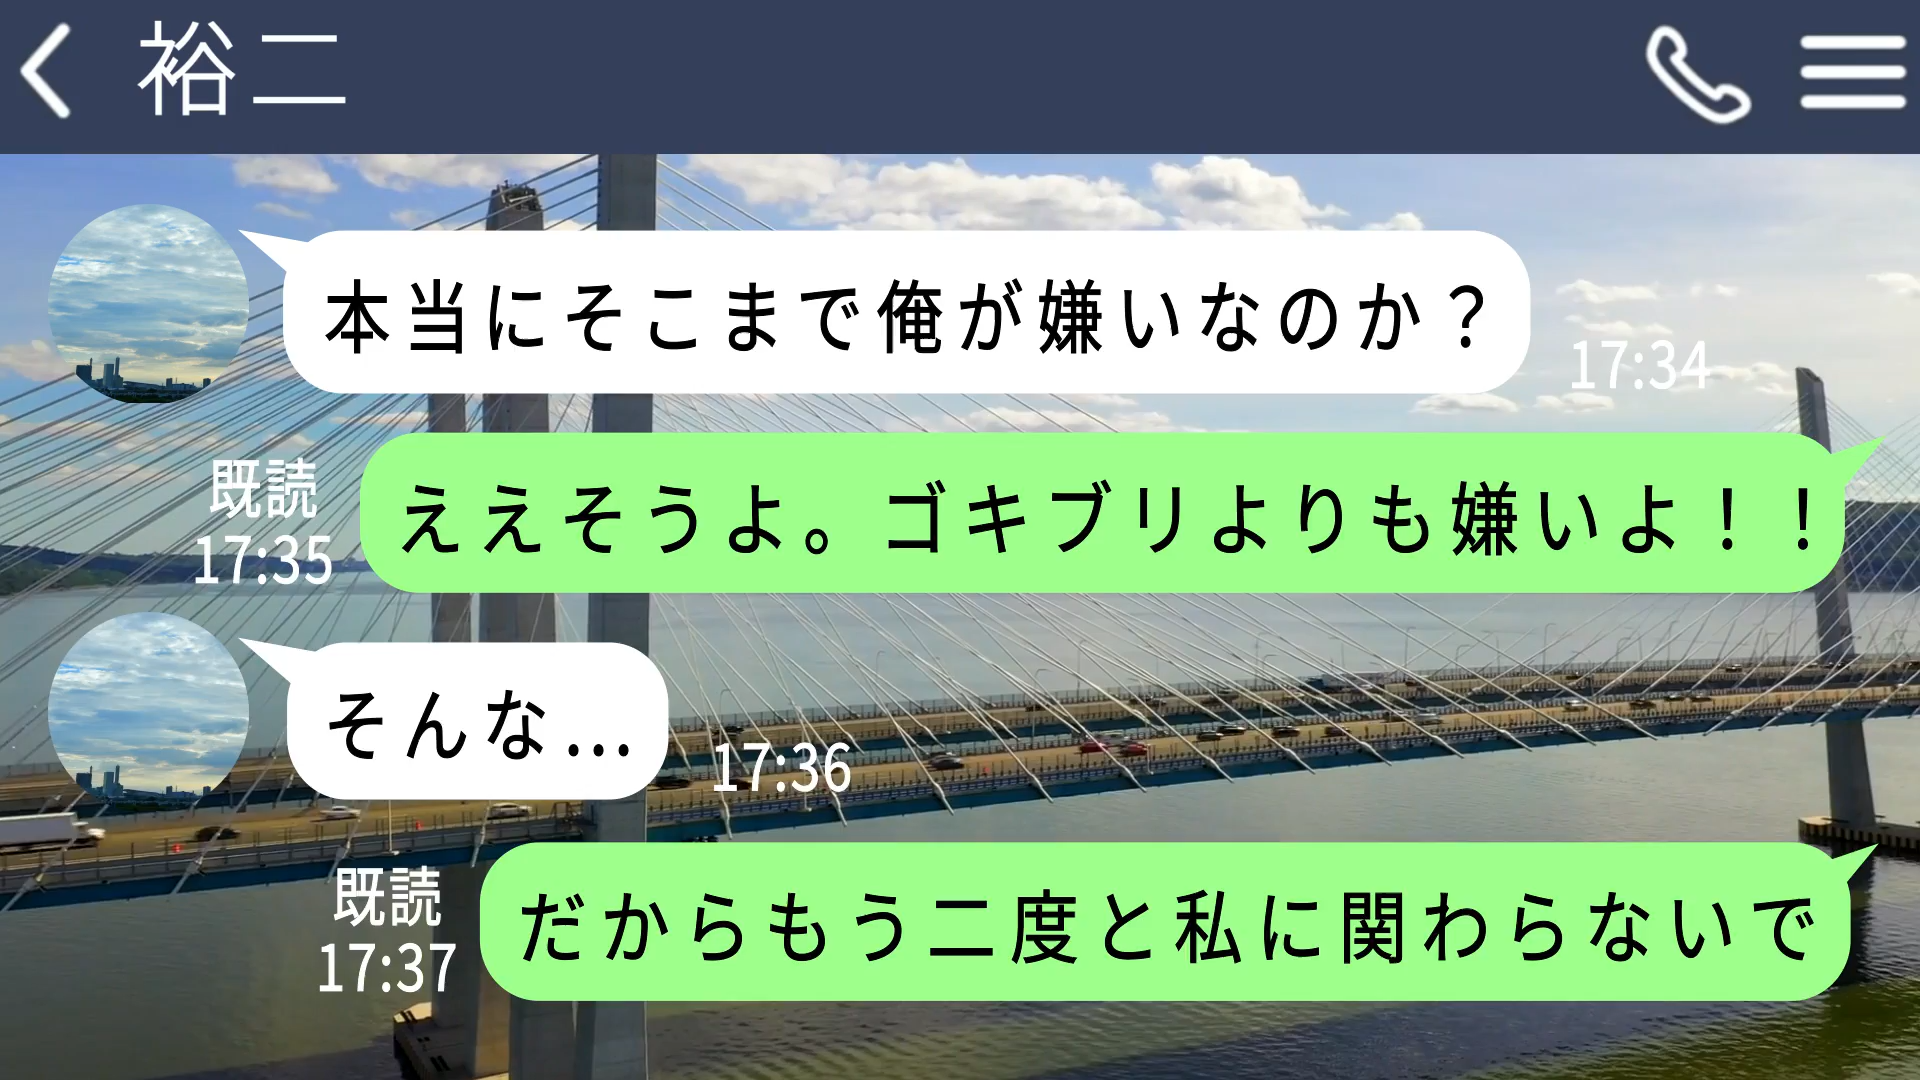 裕二
本当にそこまで俺が嫌いなのか？
17:34
既読
17:35
ええそうよ。ゴキブリよりも嫌いよ！！
そんな…
17:36
既読
17:37
だからもう二度と私に関わらないで